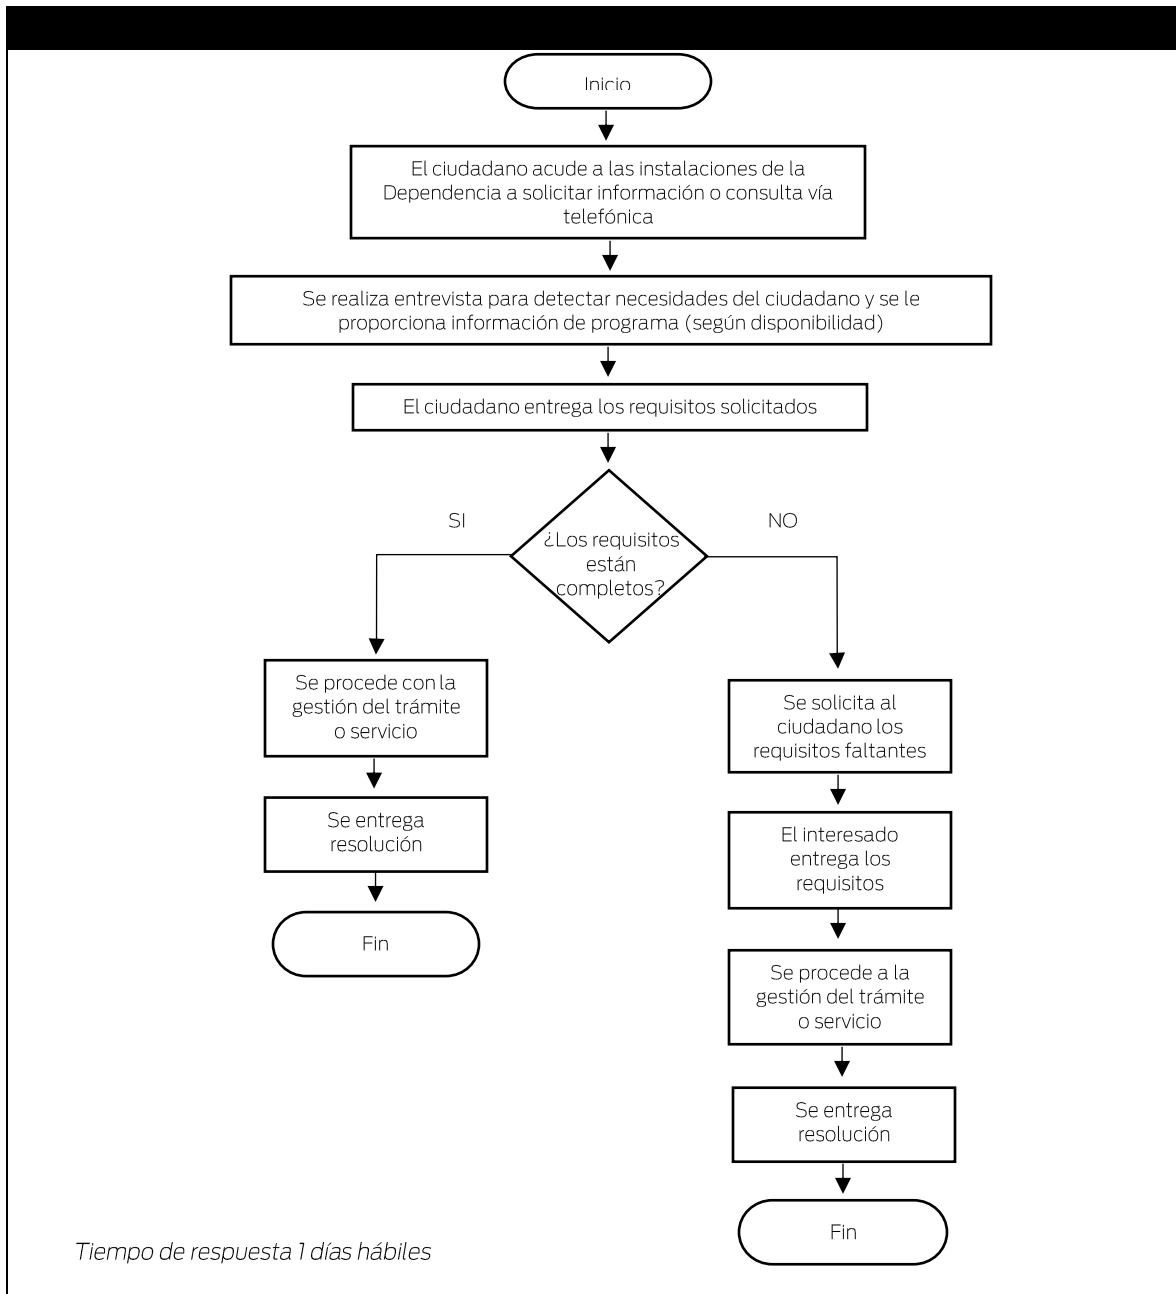 Inicio
El ciudadano acude a las instalaciones de la
Dependencia a solicitar información o consulta vía
telefónica
Se realiza entrevista para detectar necesidades del ciudadano y se le
proporciona información de programa (según disponibilidad)
El ciudadano entrega los requisitos solicitados
SI
NO
¿Los requisitos
están
completos?
Se procede con la
gestión del trámite
o servicio
Se entrega
resolución
Fin
Se solicita al
ciudadano los
requisitos faltantes
El interesado
entrega los
requisitos
Se procede a la
gestión del trámite
o servicio
Se entrega
resolución
Fin
Tiempo de respuesta 1 días hábiles